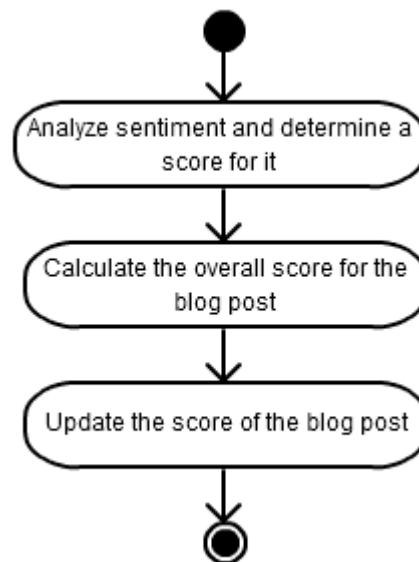 Analyze sentiment and determine a
score for it
Calculate the overall score for the
blog post
Update the score of the blog post